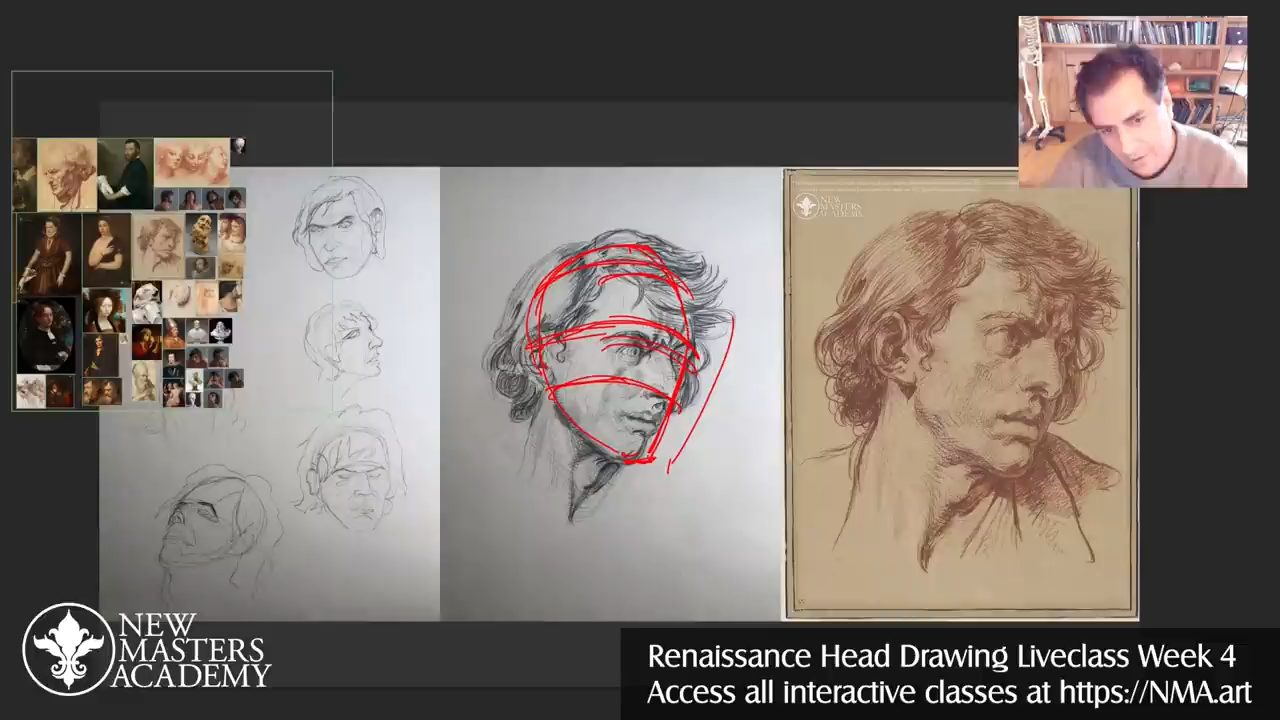 NEW
MASTERS
ACADEMY
NEW
MASTERS
ACADEMY
Renaissance Head Drawing Liveclass Week 4
Access all interactive classes at https://NMA.art